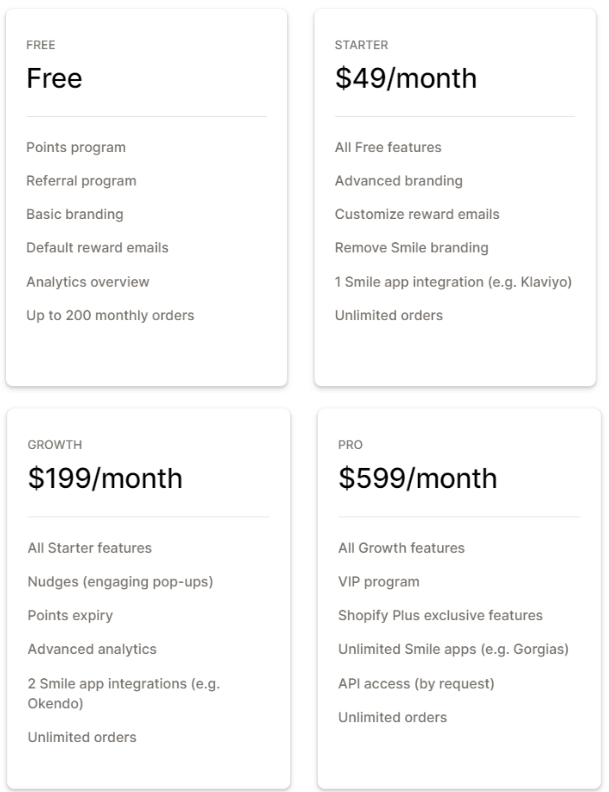 FREE
Free
Points program
Referral program
Basic branding
Default reward emails
Analytics overview
Up to 200 monthly orders
STARTER
$49/month
All Free features
Advanced branding
Customize reward emails
Remove Smile branding
1 Smile app integration (e.g. Klaviyo)
Unlimited orders
GROWTH
$199/month
All Starter features
Nudges (engaging pop-ups)
Points expiry
Advanced analytics
2 Smile app integrations (e.g.
Okendo)
Unlimited orders
PRO
$599/month
All Growth features
VIP program
Shopify Plus exclusive features
Unlimited Smile apps (e.g. Gorgias)
API access (by request)
Unlimited orders